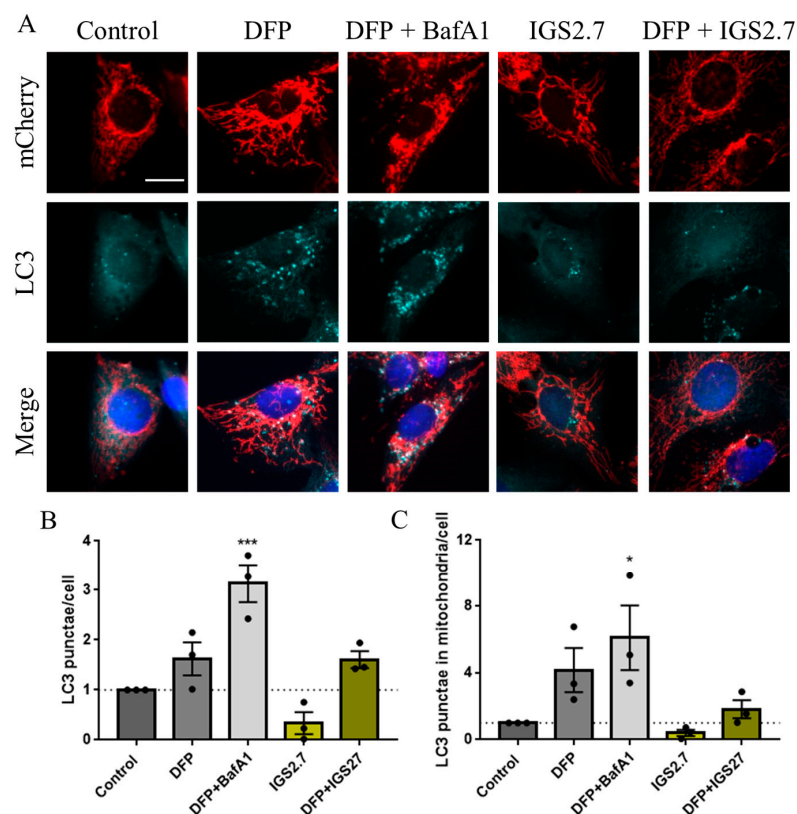 A
Control DFP DFP + BafA1 IGS2.7 DFP + IGS2.7
mCherry
LC3
Merge
B
LC3 punctae/cell
4
3
2
1
0
***
Control DFP DFP+BafA1 IGS2.7 DFP+IGS27
C
LC3 punctae in mitochondria/cell
12
8
4
0
*
Control DFP DFP+BafA1 IGS2.7 DFP+IGS27